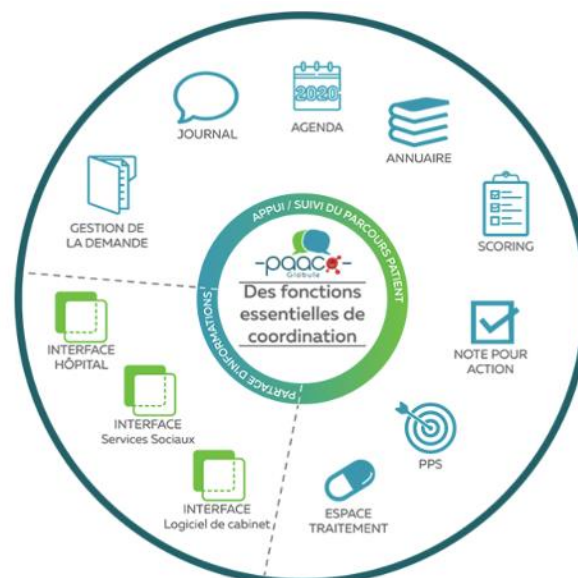 JOURNAL
2020
AGENDA
ANNUAIRE
GESTION DE
LA DEMANDE
SCORING
APPUI / SUIVI DU PARCOURS PATIENT
-paaco-
Globule
Des fonctions
essentielles de
coordination
PARTAGE D'INFORMATIONS
INTERFACE
HÔPITAL
NOTE POUR
ACTION
INTERFACE
Services Sociaux
PPS
INTERFACE
Logiciel de cabinet
ESPACE
TRAITEMENT